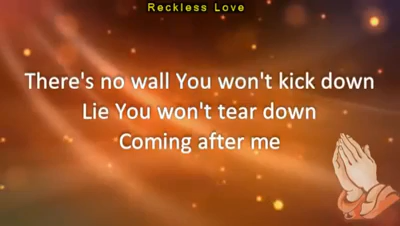 Reckless Love
There's no wall You won't kick down
Lie You won't tear down
Coming after me